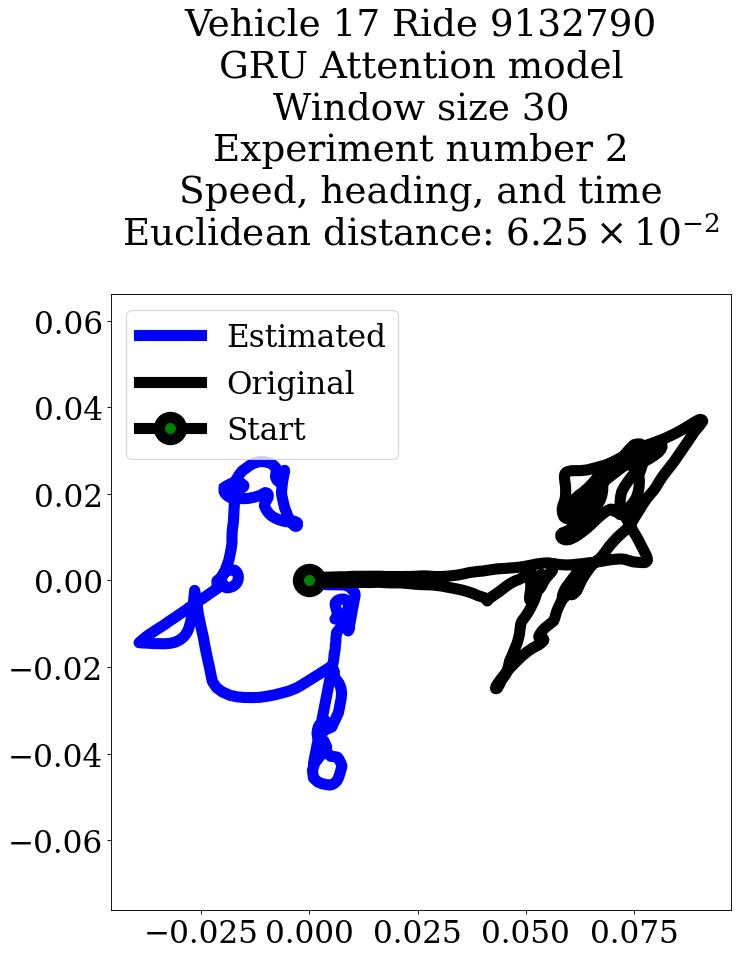 Vehicle 17 Ride 9132790
GRU Attention model
Window size 30
Experiment number 2
Speed, heading, and time
Euclidean distance: 6.25 × 10⁻²
Estimated
Original
Start
0.06
0.04
0.02
0.00
−0.02
−0.04
−0.06
−0.025 0.000 0.025 0.050 0.075